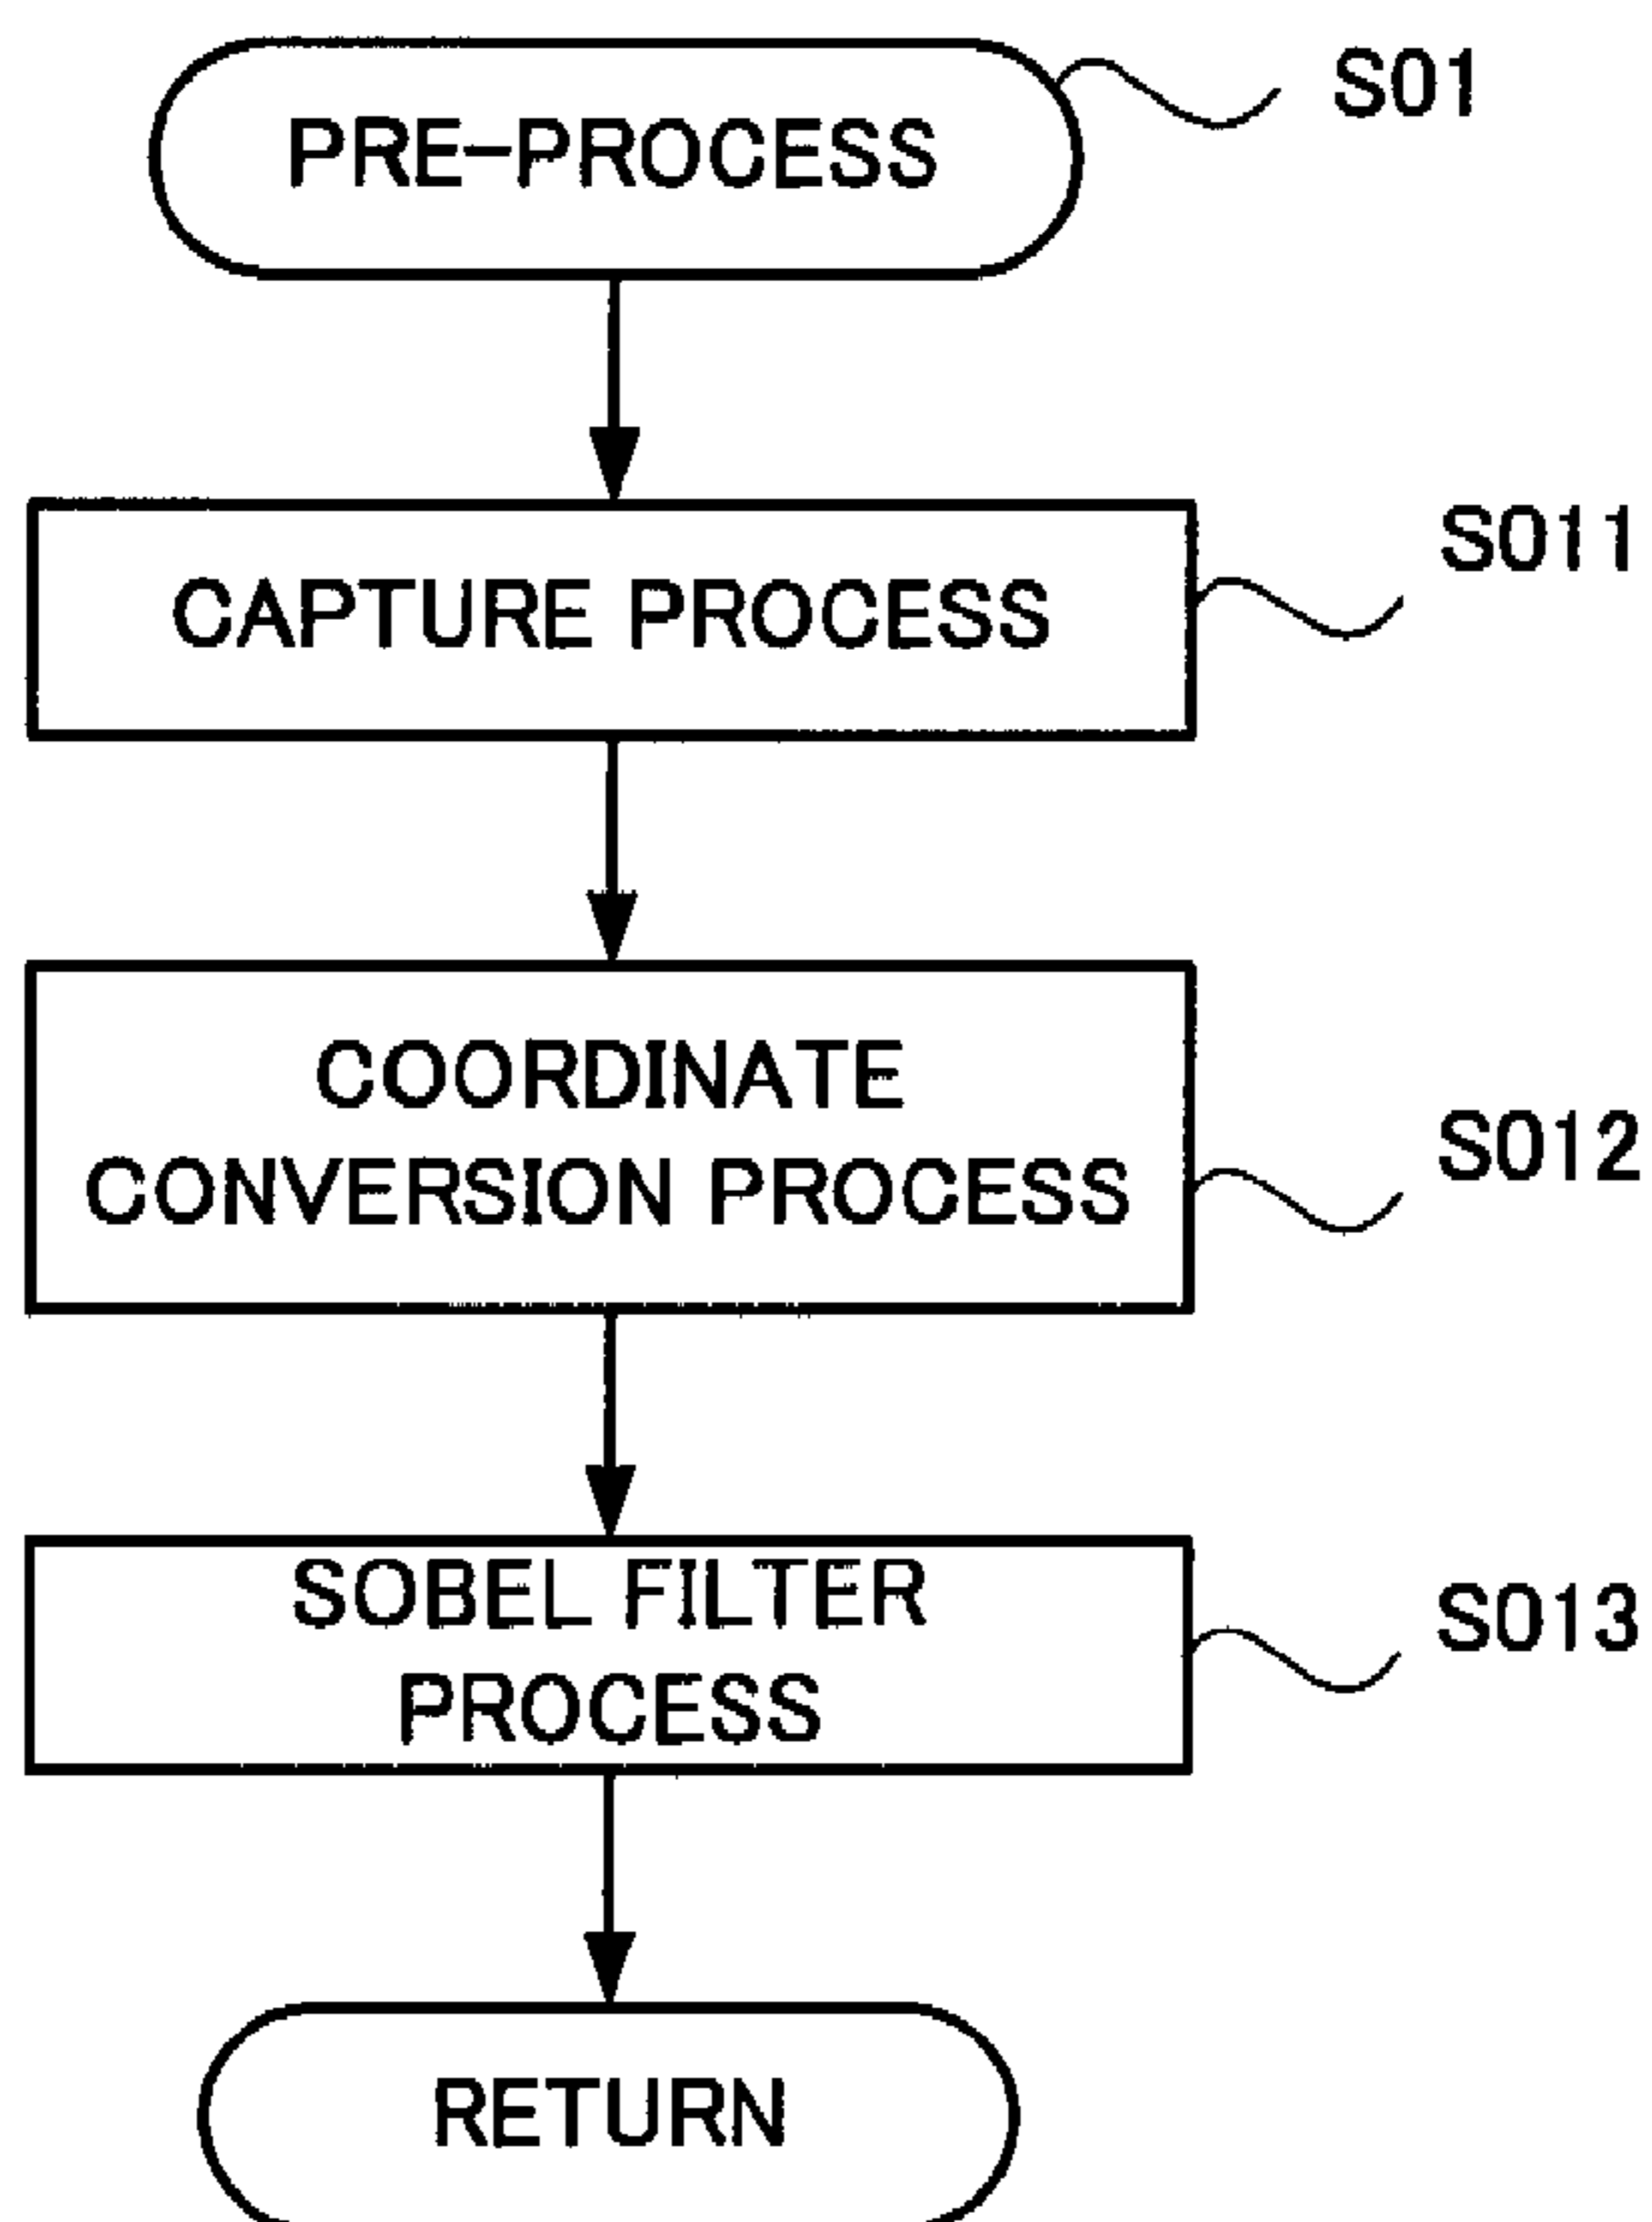 PRE-PROCESS
S01
CAPTURE PROCESS
S011
COORDINATE
CONVERSION PROCESS
S012
SOBEL FILTER
PROCESS
S013
RETURN